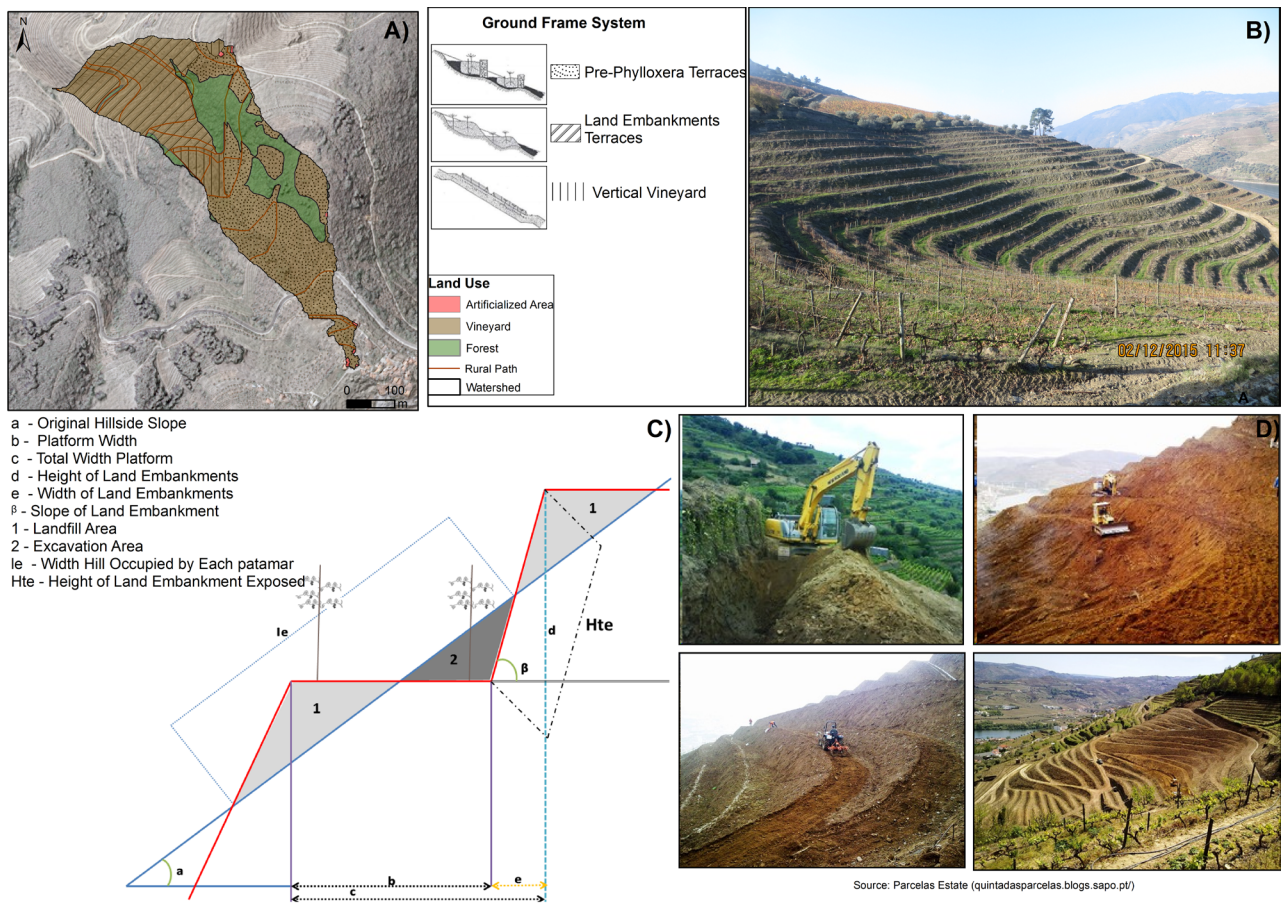 N
A)
0 100
m
Ground Frame System
Pre-Phylloxera Terraces
Land Embankments
Terraces
Vertical Vineyard
Land Use
Artificialized Area
Vineyard
Forest
Rural Path
Watershed
B)
02/12/2015 11:37
A
a - Original Hillside Slope
b - Platform Width
c - Total Width Platform
d - Height of Land Embankments
e - Width of Land Embankments
β - Slope of Land Embankment
1 - Landfill Area
2 - Excavation Area
le - Width Hill Occupied by Each patamar
Hte - Height of Land Embankment Exposed
C)
1
le
d
Hte
2
β
1
a
b
e
c
D)
Source: Parcelas Estate (quintadasparcelas.blogs.sapo.pt/)